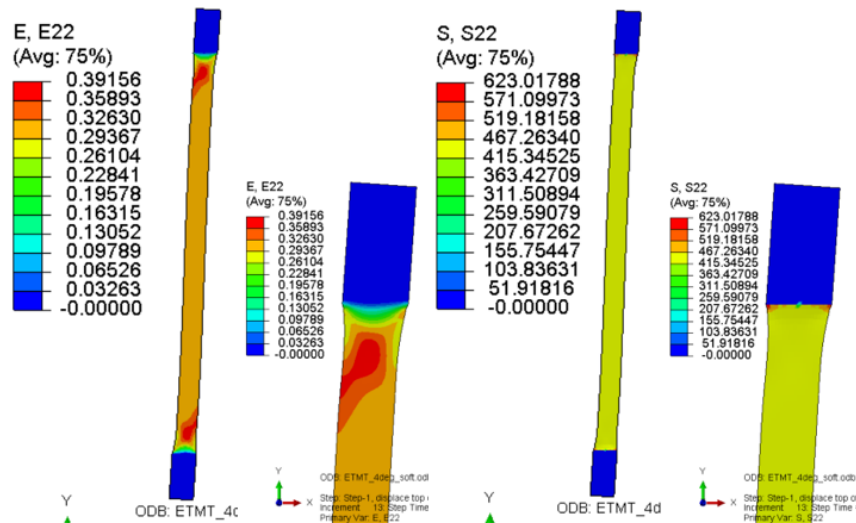 E, E22
(Avg: 75%)
0.39156
0.35893
0.32630
0.29367
0.26104
0.22841
0.19578
0.16315
0.13052
0.09789
0.06526
0.03263
-0.00000
E, E22
(Avg: 75%)
0.39156
0.35893
0.32630
0.29367
0.26104
0.22841
0.19578
0.16315
0.13052
0.09789
0.06526
0.03263
-0.00000
Y
ODB: ETMT_4d
Y
X
ODB: ETMT_4deg_soft.odb
Step: Step-1, displace top
Increment 13: Step Time
Primary Var: E, E22
S, S22
(Avg: 75%)
623.01788
571.09973
519.18158
467.26340
415.34525
363.42709
311.50894
259.59079
207.67262
155.75447
103.83631
51.91816
-0.00000
S, S22
(Avg: 75%)
623.01788
571.09973
519.18158
467.26340
415.34525
363.42709
311.50894
259.59079
207.67262
155.75447
103.83631
51.91816
-0.00000
Y
ODB: ETMT_4d
Y
X
ODB: ETMT_4deg_soft.odb
Step: Step-1, displace top o
Increment 13: Step Time
Primary Var: S, S22